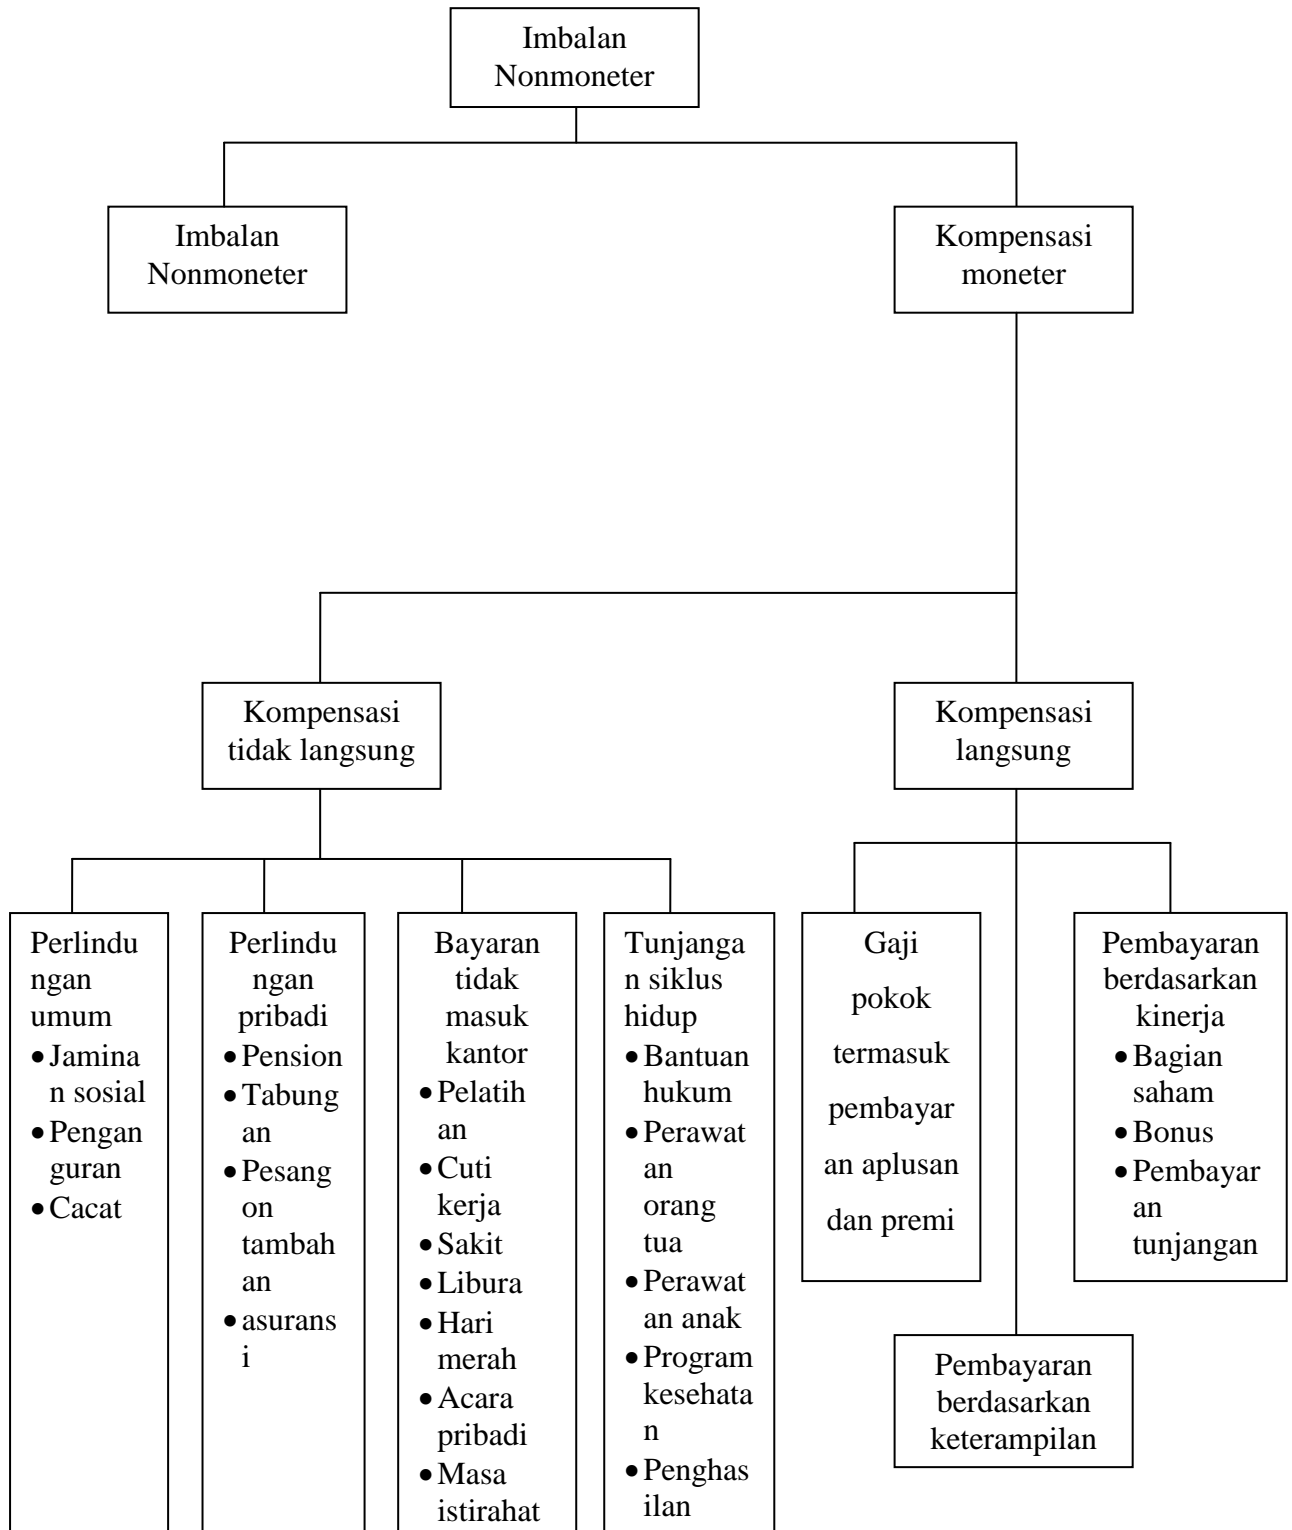 Imbalan
Nonmoneter
Imbalan
Nonmoneter
Kompensasi
moneter
Kompensasi
tidak langsung
Kompensasi
langsung
Perlindu
ngan
umum
•Jamina
n sosial
•Pengan
guran
•Cacat
Perlindu
ngan
pribadi
•Pension
•Tabung
an
•Pesang
on
tambah
an
•asurans
i
Bayaran
tidak
masuk
kantor
•Pelatih
an
•Cuti
kerja
•Sakit
•Libura
•Hari
merah
•Acara
pribadi
•Masa
istirahat
Tunjanga
n siklus
hidup
•Bantuan
hukum
•Perawat
an
orang
tua
•Perawat
an anak
•Program
kesehata
n
•Penghas
ilan
Gaji
pokok
termasuk
pembayar
an aplusan
dan premi
Pembayaran
berdasarkan
kinerja
•Bagian
saham
•Bonus
•Pembayar
an
tunjangan
Pembayaran
berdasarkan
keterampilan